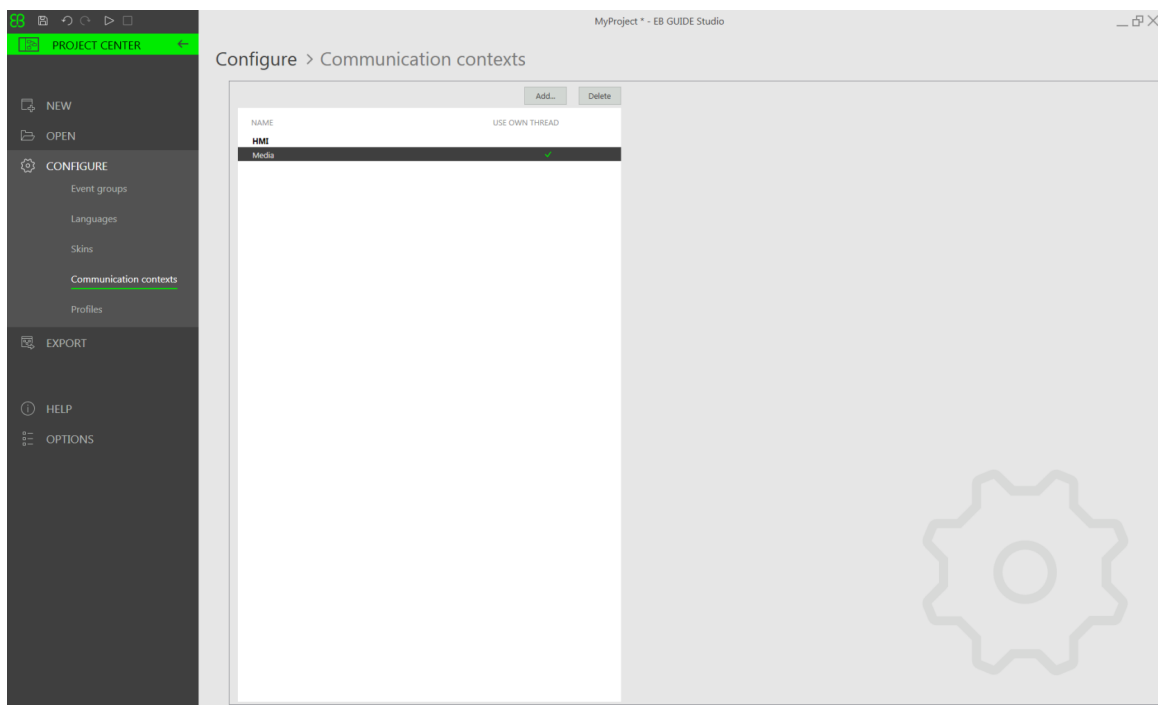 EB
MyProject * - EB GUIDE Studio
PROJECT CENTER
Configure > Communication contexts
NEW
OPEN
CONFIGURE
Event groups
Languages
Skins
Communication contexts
Profiles
EXPORT
HELP
OPTIONS
Add... Delete
NAME USE OWN THREAD
HMI
Media